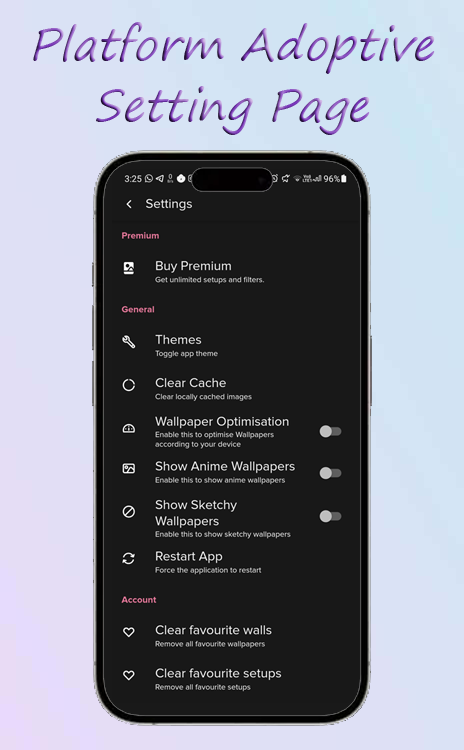 Platform Adoptive
Setting Page
3:25 96%
Settings
Premium
Buy Premium
Get unlimited setups and filters.
General
Themes
Toggle app theme
Clear Cache
Clear locally cached images
Wallpaper Optimisation
Enable this to optimise Wallpapers
according to your device
Show Anime Wallpapers
Enable this to show anime wallpapers
Show Sketchy
Wallpapers
Enable this to show sketchy wallpapers
Restart App
Force the application to restart
Account
Clear favourite walls
Remove all favourite wallpapers
Clear favourite setups
Remove all favourite setups